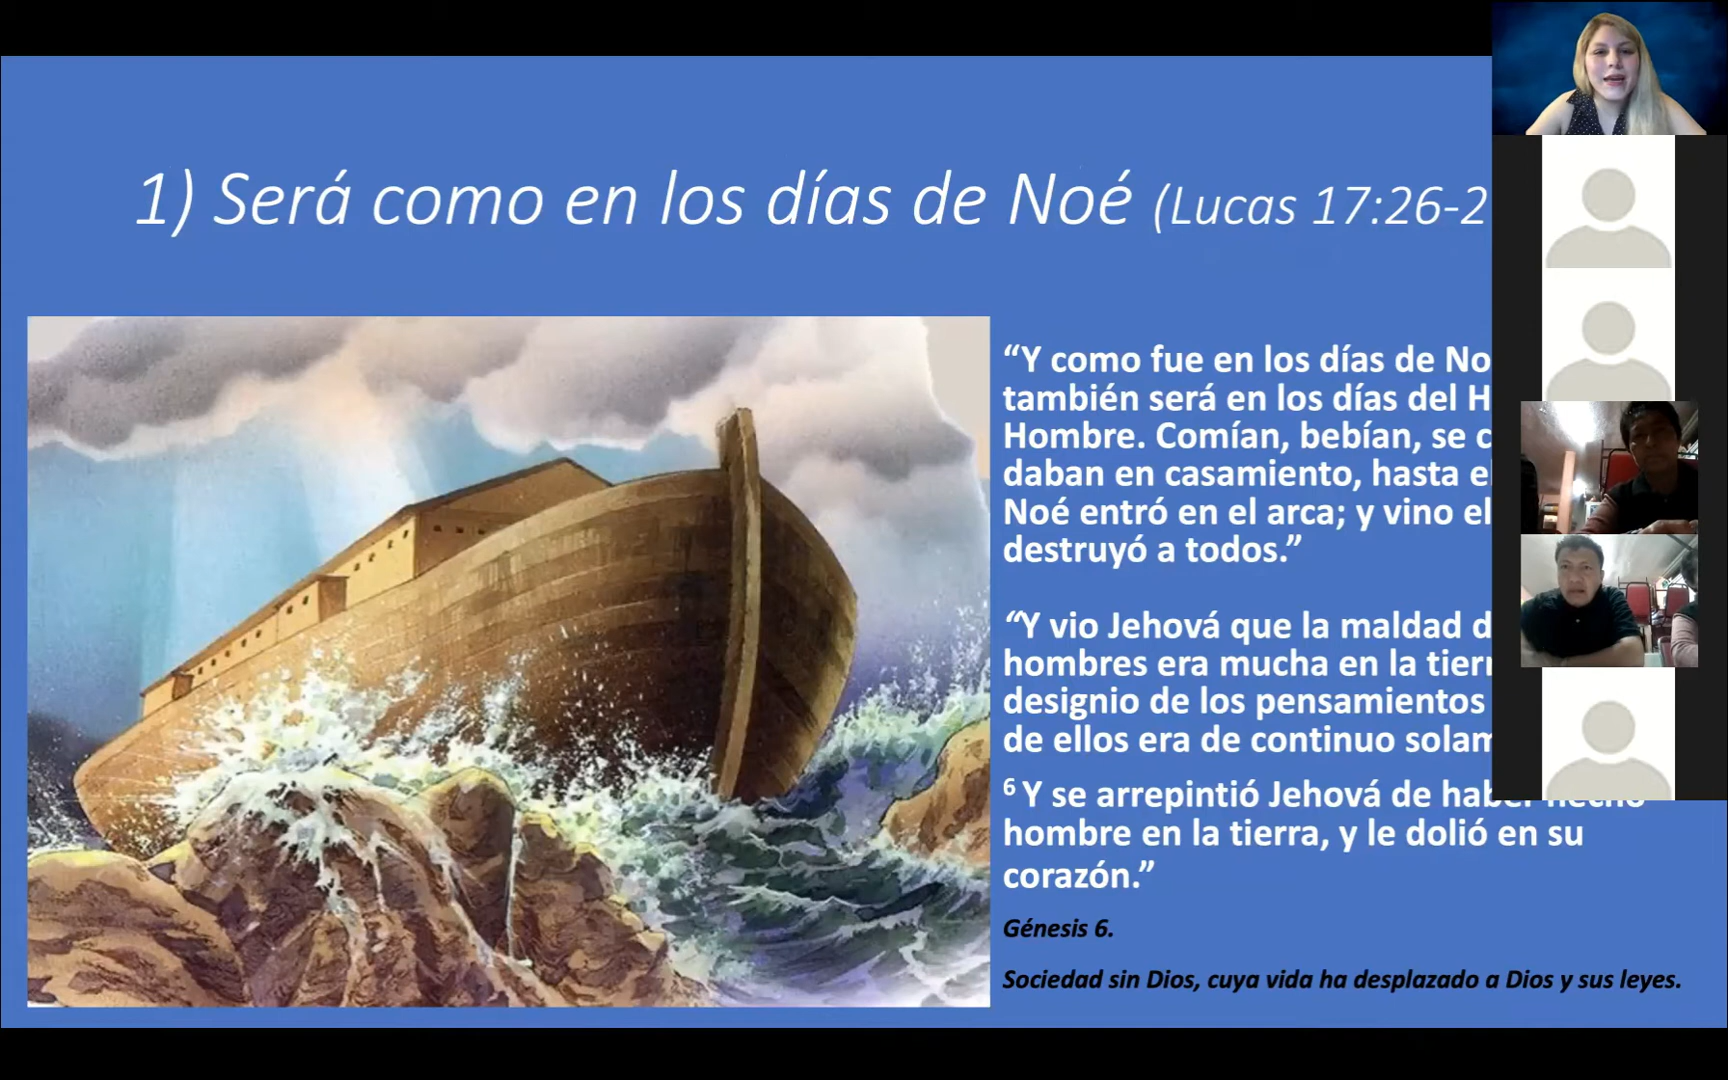 1) Será como en los días de Noé (Lucas 17:26-2
“Y como fue en los días de No
también será en los días del H
Hombre. Comían, bebían, se c
daban en casamiento, hasta el
Noé entró en el arca; y vino el
destruyó a todos.”
“Y vio Jehová que la maldad d
hombres era mucha en la tierr
designio de los pensamientos
de ellos era de continuo solam
6 Y se arrepintió Jehová de haber hecho
hombre en la tierra, y le dolió en su
corazón.”
Génesis 6.
Sociedad sin Dios, cuya vida ha desplazado a Dios y sus leyes.